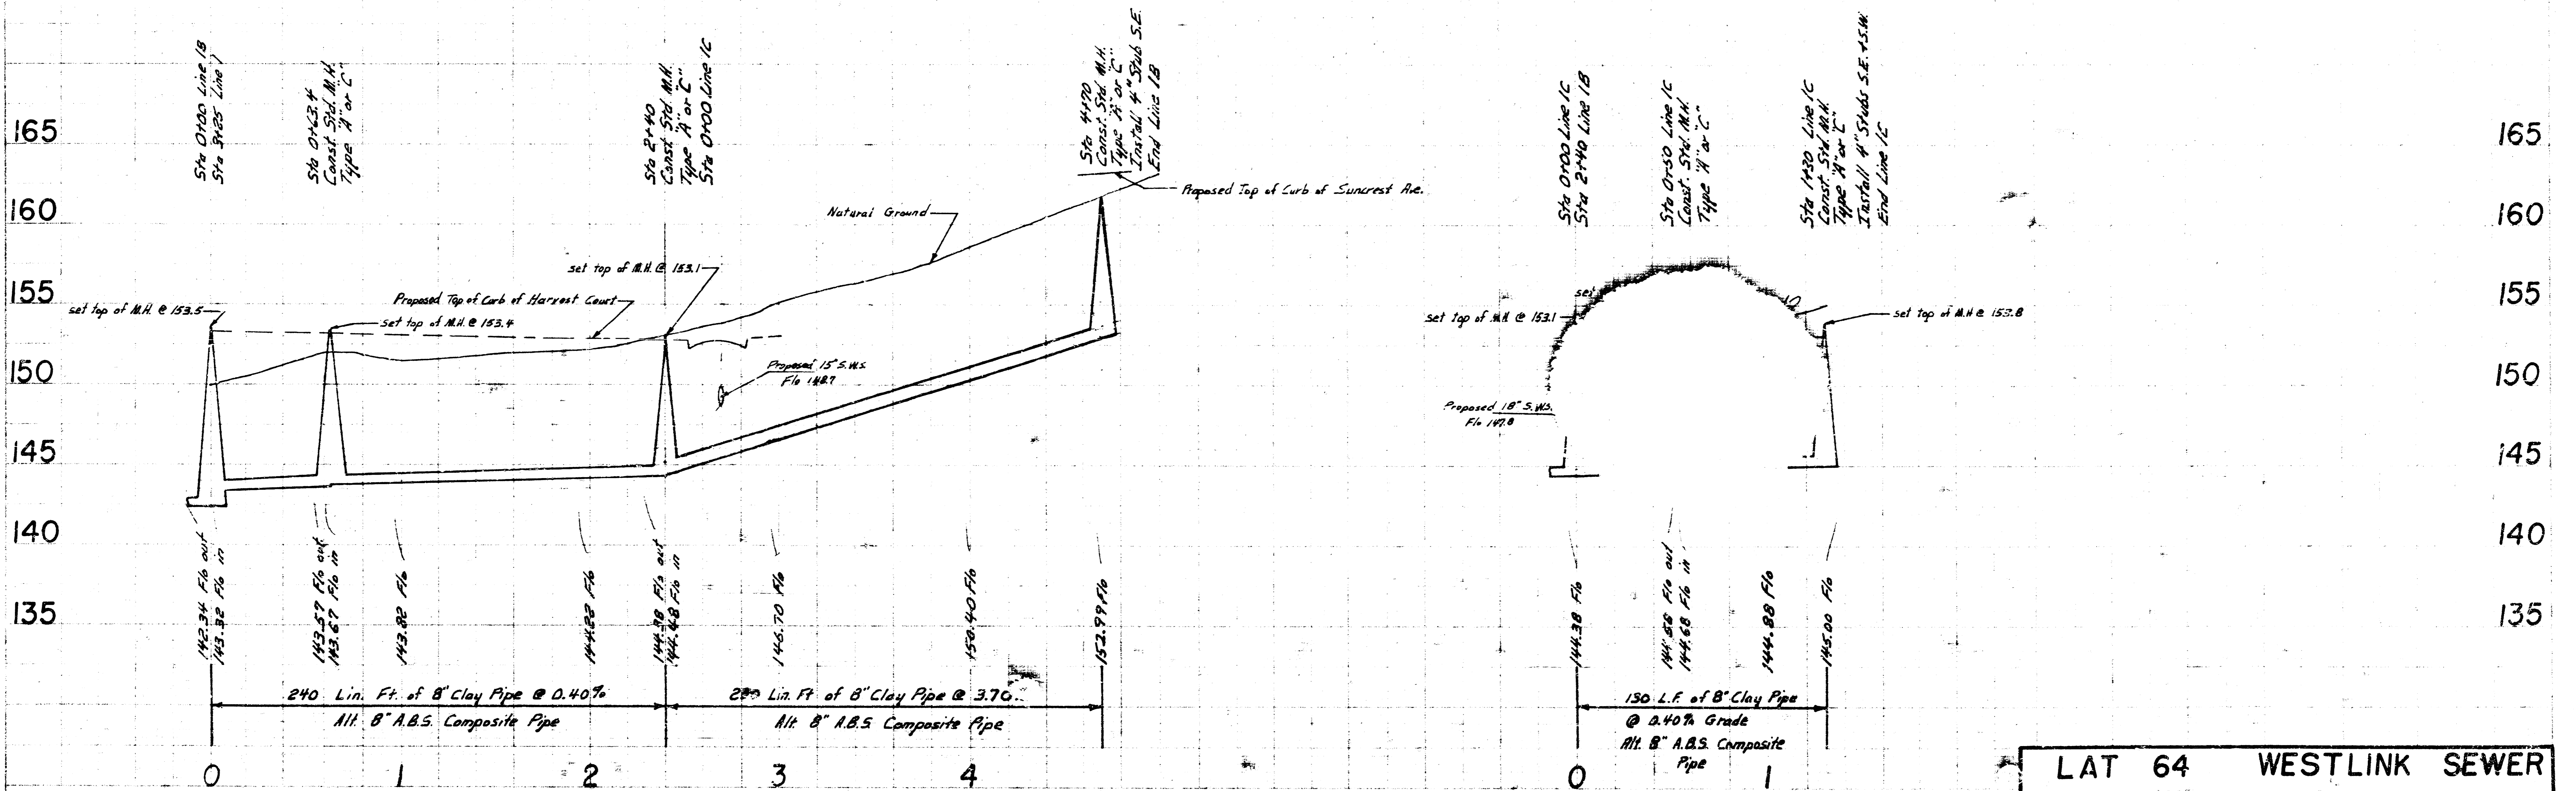 Sta 0+00 Line 1B
Sta 9+25 Line 1
Sta 0+63.4
Const. Std. M.H.
Type "A" or "C"
Sta 2+40
Const Std. M.H.
Type "A" or "C"
Sta 0+00 Line 1C
Sta 4+70
Const. Std. M.H.
Type "A" or "C"
Install 4" Stub S.E.
End Line 1B
Sta 0+00 Line 1C
Sta 2+40 Line 1B
Sta 0+50 Line 1C
Const. Std. M.H.
Type "A" or "C"
Sta 1+30 Line 1C
Const. Std. M.H.
Type "A" or "C"
Install 4" Stubs S.E. + S.W.
End Line 1C
165
160
155
150
145
140
135
165
160
155
150
145
140
135
Proposed Top of Curb of Suncrest Ave.
Natural Ground
set top of M.H. @ 153.1
Proposed Top of Curb of Harvest Court
set top of M.H. @ 153.5
set top of M.H. @ 153.4
Proposed 15" S.W.S.
Flo 148.7
set
set top of M.H. @ 153.1
set top of M.H. @ 153.8
Proposed 18" S.W.S.
Flo 147.8
142.34 Flo out
143.32 Flo in
143.57 Flo out
143.67 Flo in
143.82 Flo
144.22 Flo
144.38 Flo out
144.48 Flo in
146.70 Flo
150.40 Flo
152.99 Flo
144.38 Flo
144.58 Flo out
144.68 Flo in
144.88 Flo
145.00 Flo
240 Lin. Ft. of 8" Clay Pipe @ 0.40%
Alt. 8" A.B.S. Composite Pipe
Lin. Ft of 8" Clay Pipe @ 3.70
Alt. 8" A.B.S. Composite Pipe
130 L.F. of 8" Clay Pipe
@ 0.40% Grade
Alt. 8" A.B.S. Composite
Pipe
0 1 2 3 4
0 1
LAT 64 WESTLINK SEWER